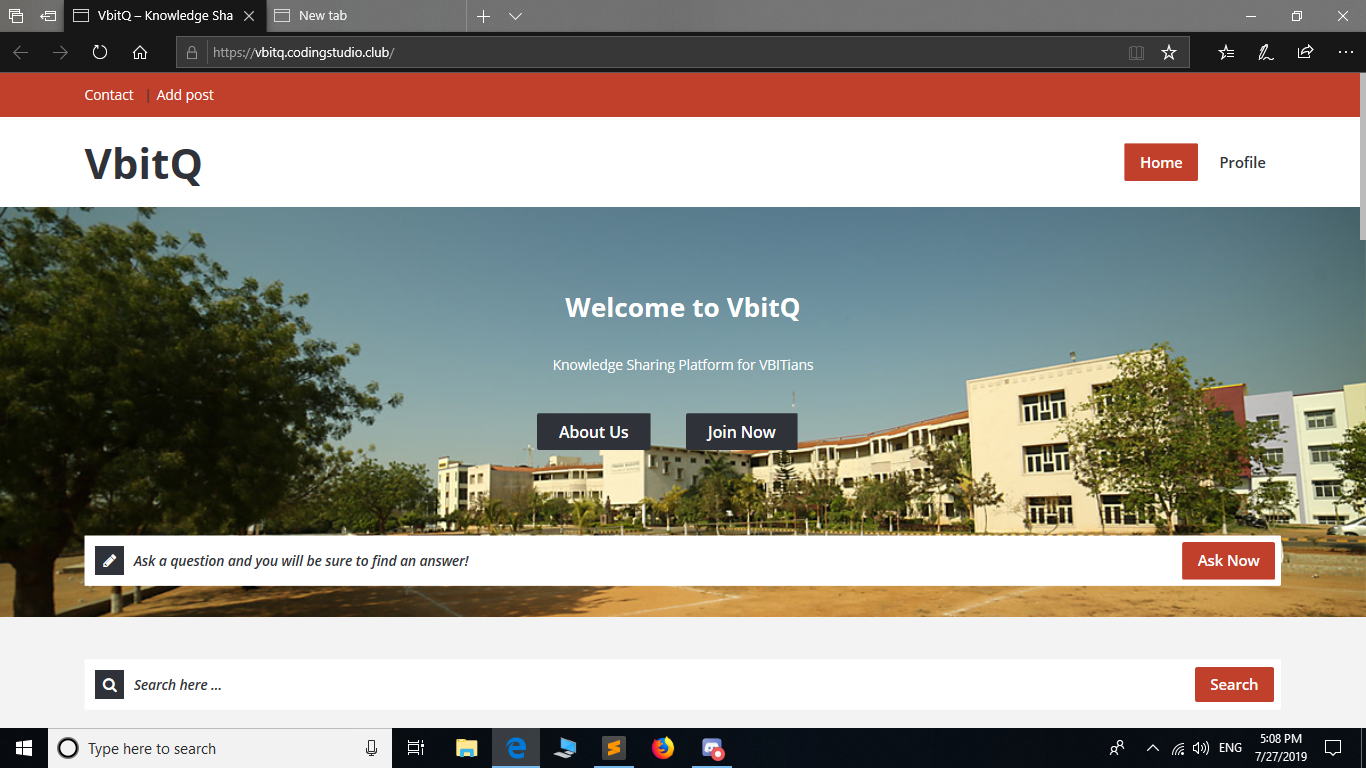 VbitQ – Knowledge Sha
New tab
https://vbitq.codingstudio.club/
Contact | Add post
VbitQ
Home Profile
Welcome to VbitQ
Knowledge Sharing Platform for VBITians
About Us Join Now
Ask a question and you will be sure to find an answer! Ask Now
Search here ... Search
Type here to search
ENG
5:08 PM
7/27/2019